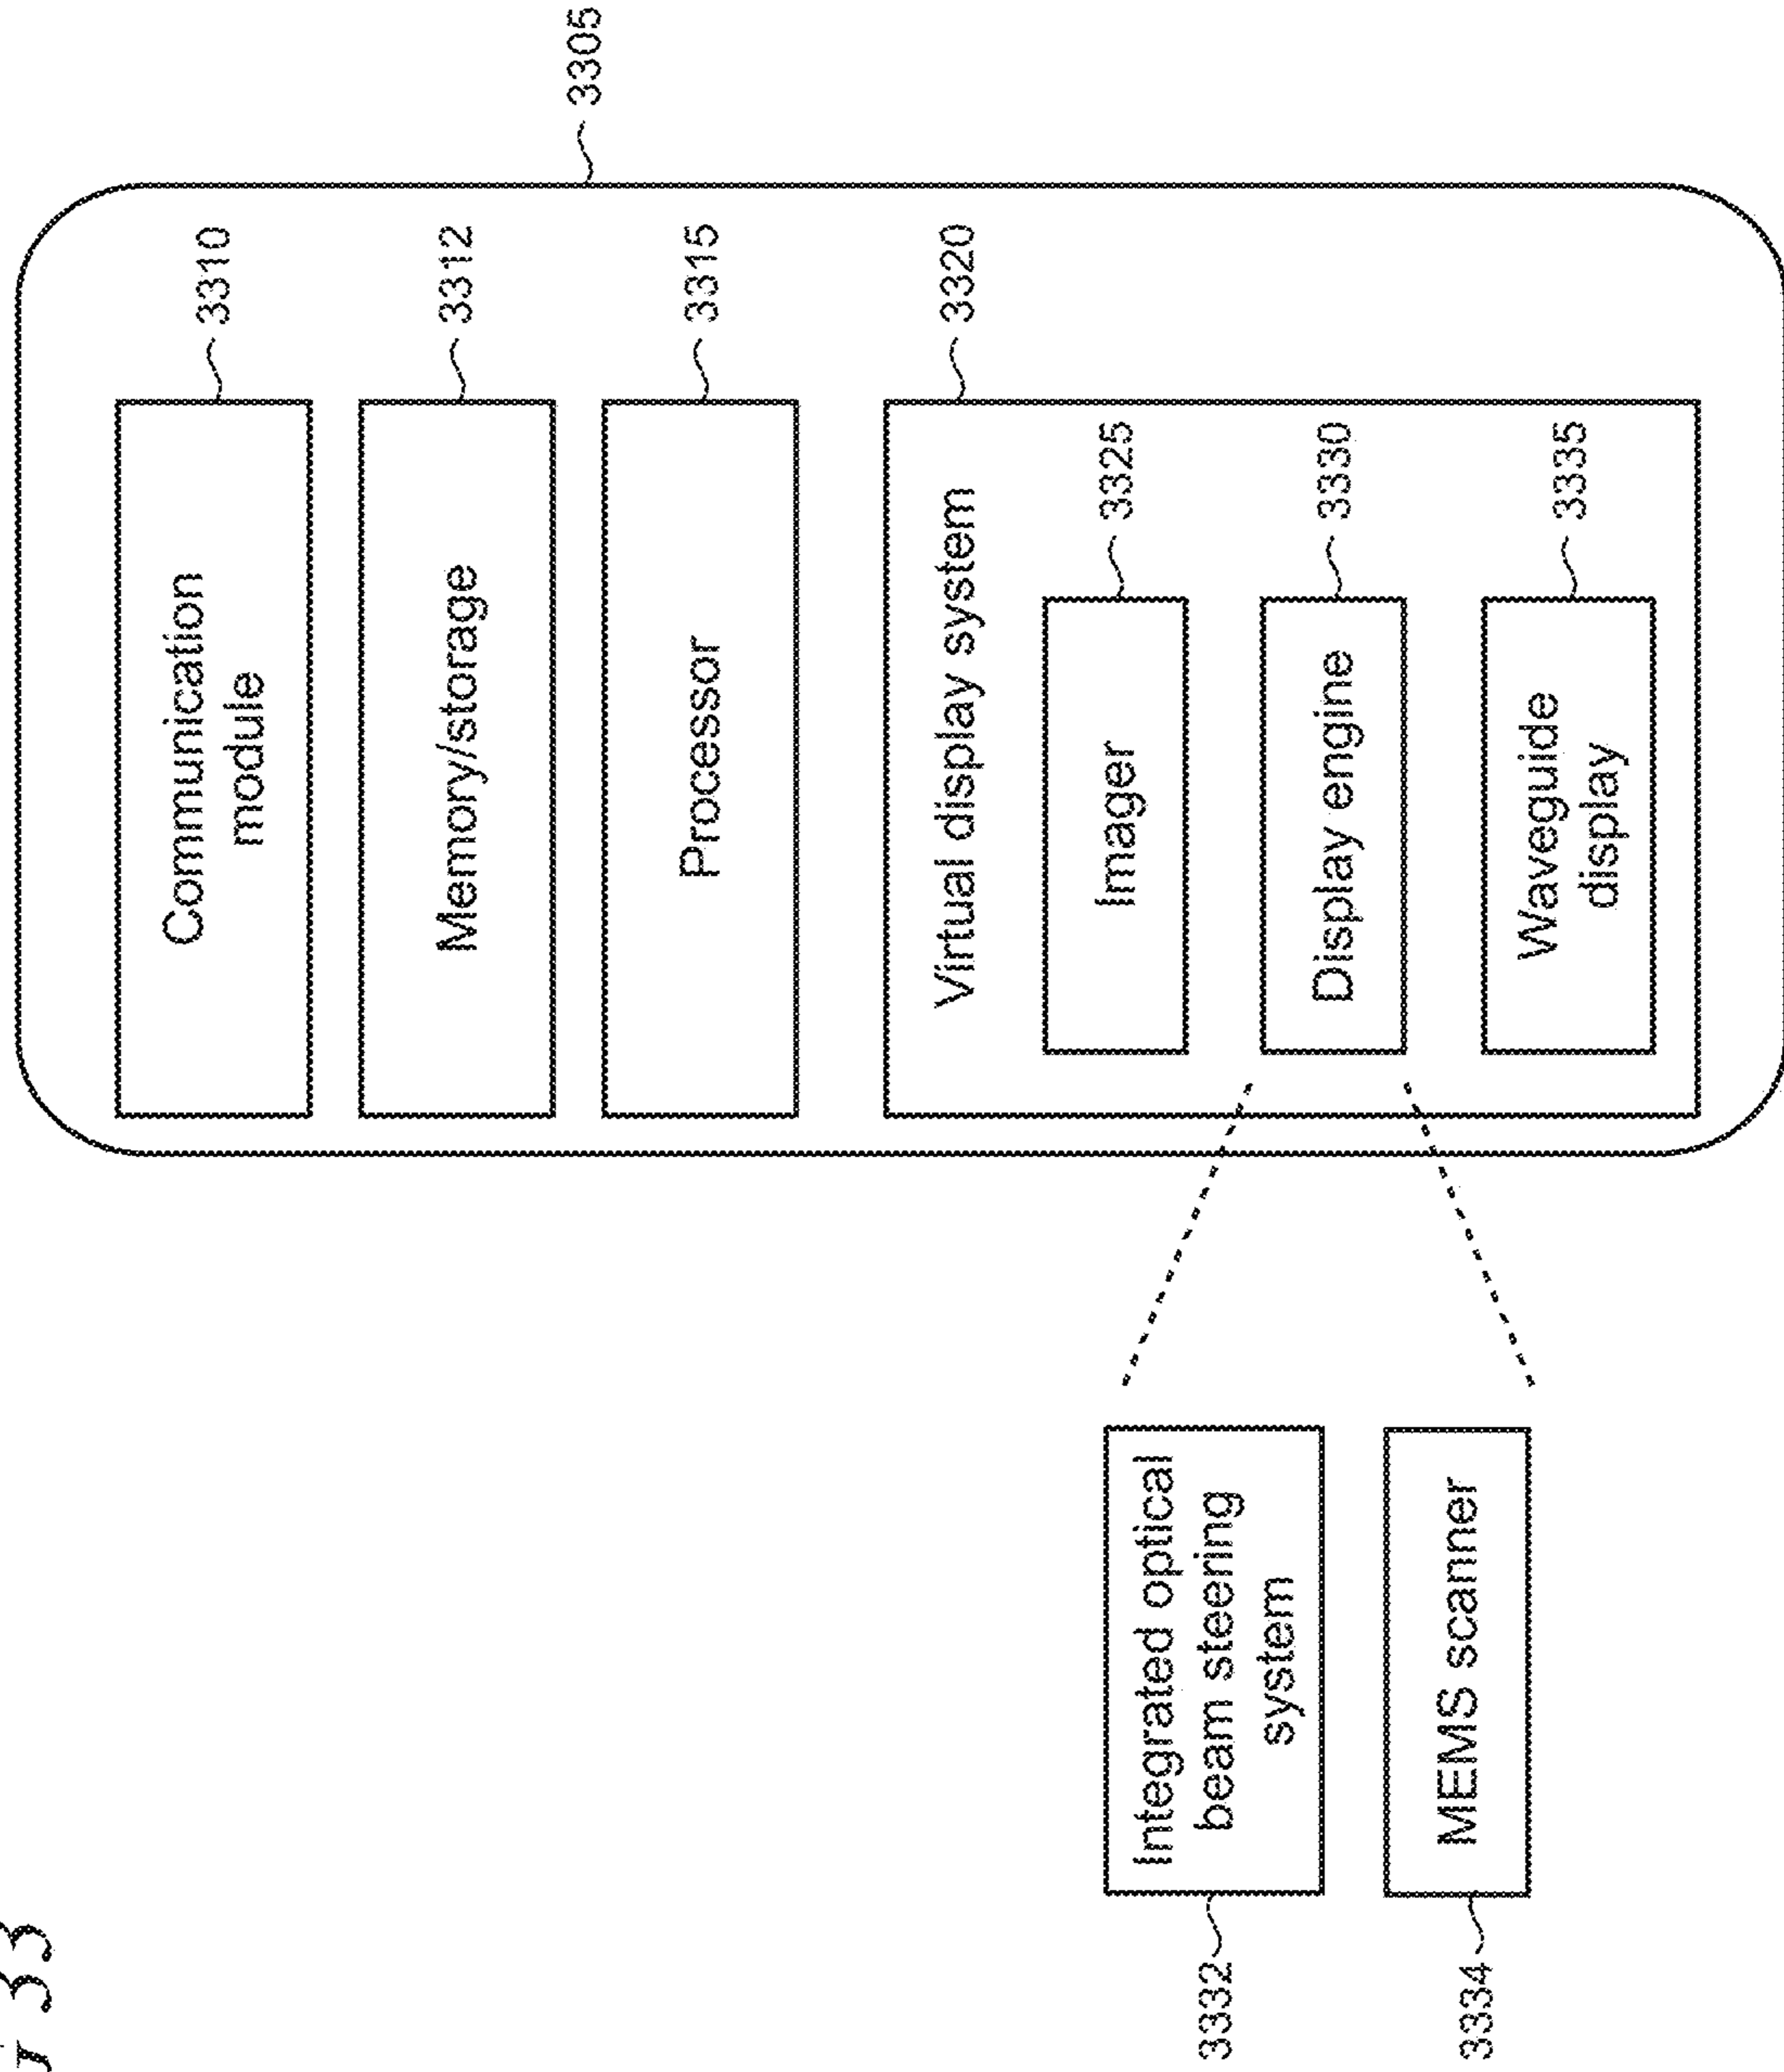 33
3305
Communication
module
3310
Memory/storage
3312
Processor
3315
Virtual display system
3320
Imager
3325
Display engine
3330
Waveguide
display
3335
Integrated optical
beam steering
system
3332
MEMS scanner
3334